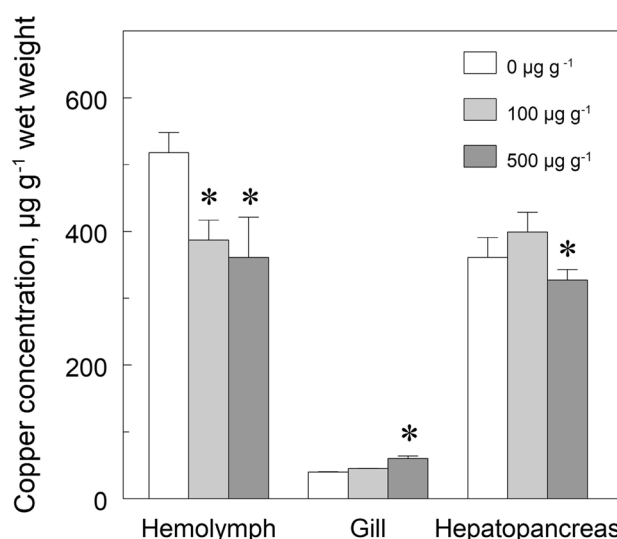 Copper concentration, µg g⁻¹ wet weight
600
400
200
0
0 µg g⁻¹
100 µg g⁻¹
500 µg g⁻¹
* *
*
*
Hemolymph Gill Hepatopancreas